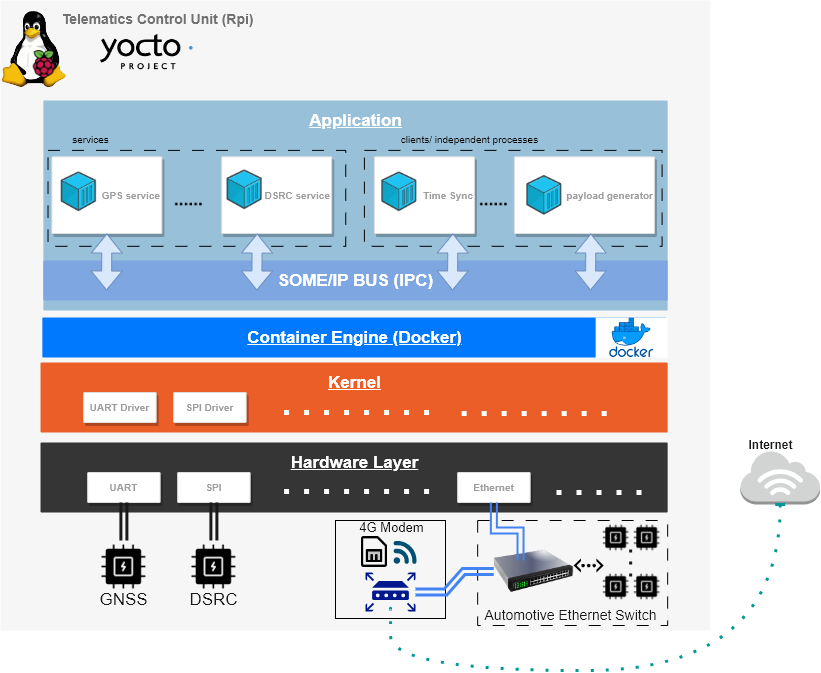 Telematics Control Unit (Rpi)
yocto
PROJECT
Application
services
clients/ independent processes
GPS service
......
DSRC service
Time Sync
......
payload generator
SOME/IP BUS (IPC)
Container Engine (Docker)
docker
Kernel
UART Driver
SPI Driver
Hardware Layer
UART
SPI
Ethernet
Internet
4G Modem
GNSS
DSRC
Automotive Ethernet Switch